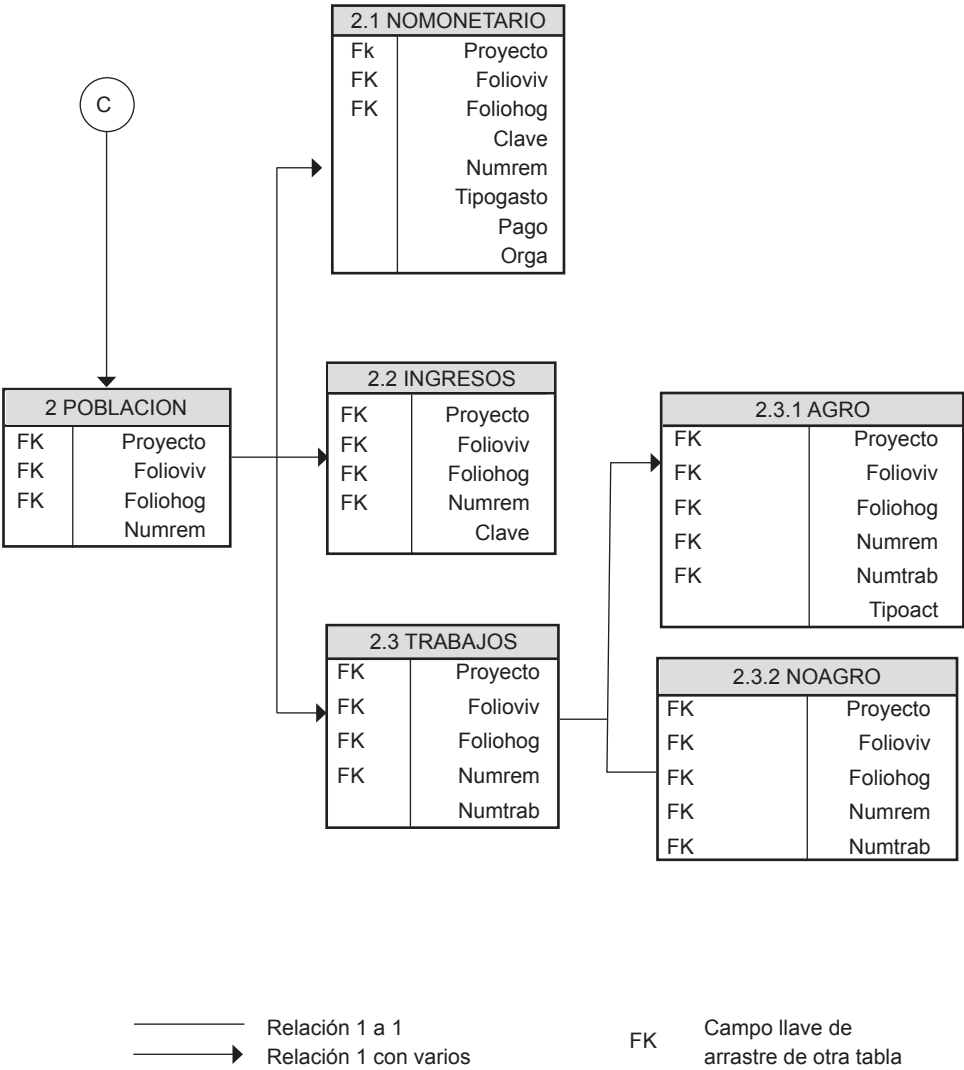 C
2.1 NOMONETARIO
Fk Proyecto
FK Folioviv
FK Foliohog
Clave
Numrem
Tipogasto
Pago
Orga
2 POBLACION
FK Proyecto
FK Folioviv
FK Foliohog
Numrem
2.2 INGRESOS
FK Proyecto
FK Folioviv
FK Foliohog
FK Numrem
Clave
2.3 TRABAJOS
FK Proyecto
FK Folioviv
FK Foliohog
FK Numrem
Numtrab
2.3.1 AGRO
FK Proyecto
FK Folioviv
FK Foliohog
FK Numrem
FK Numtrab
Tipoact
2.3.2 NOAGRO
FK Proyecto
FK Folioviv
FK Foliohog
FK Numrem
FK Numtrab
Relación 1 a 1
Relación 1 con varios
FK Campo llave de
arrastre de otra tabla